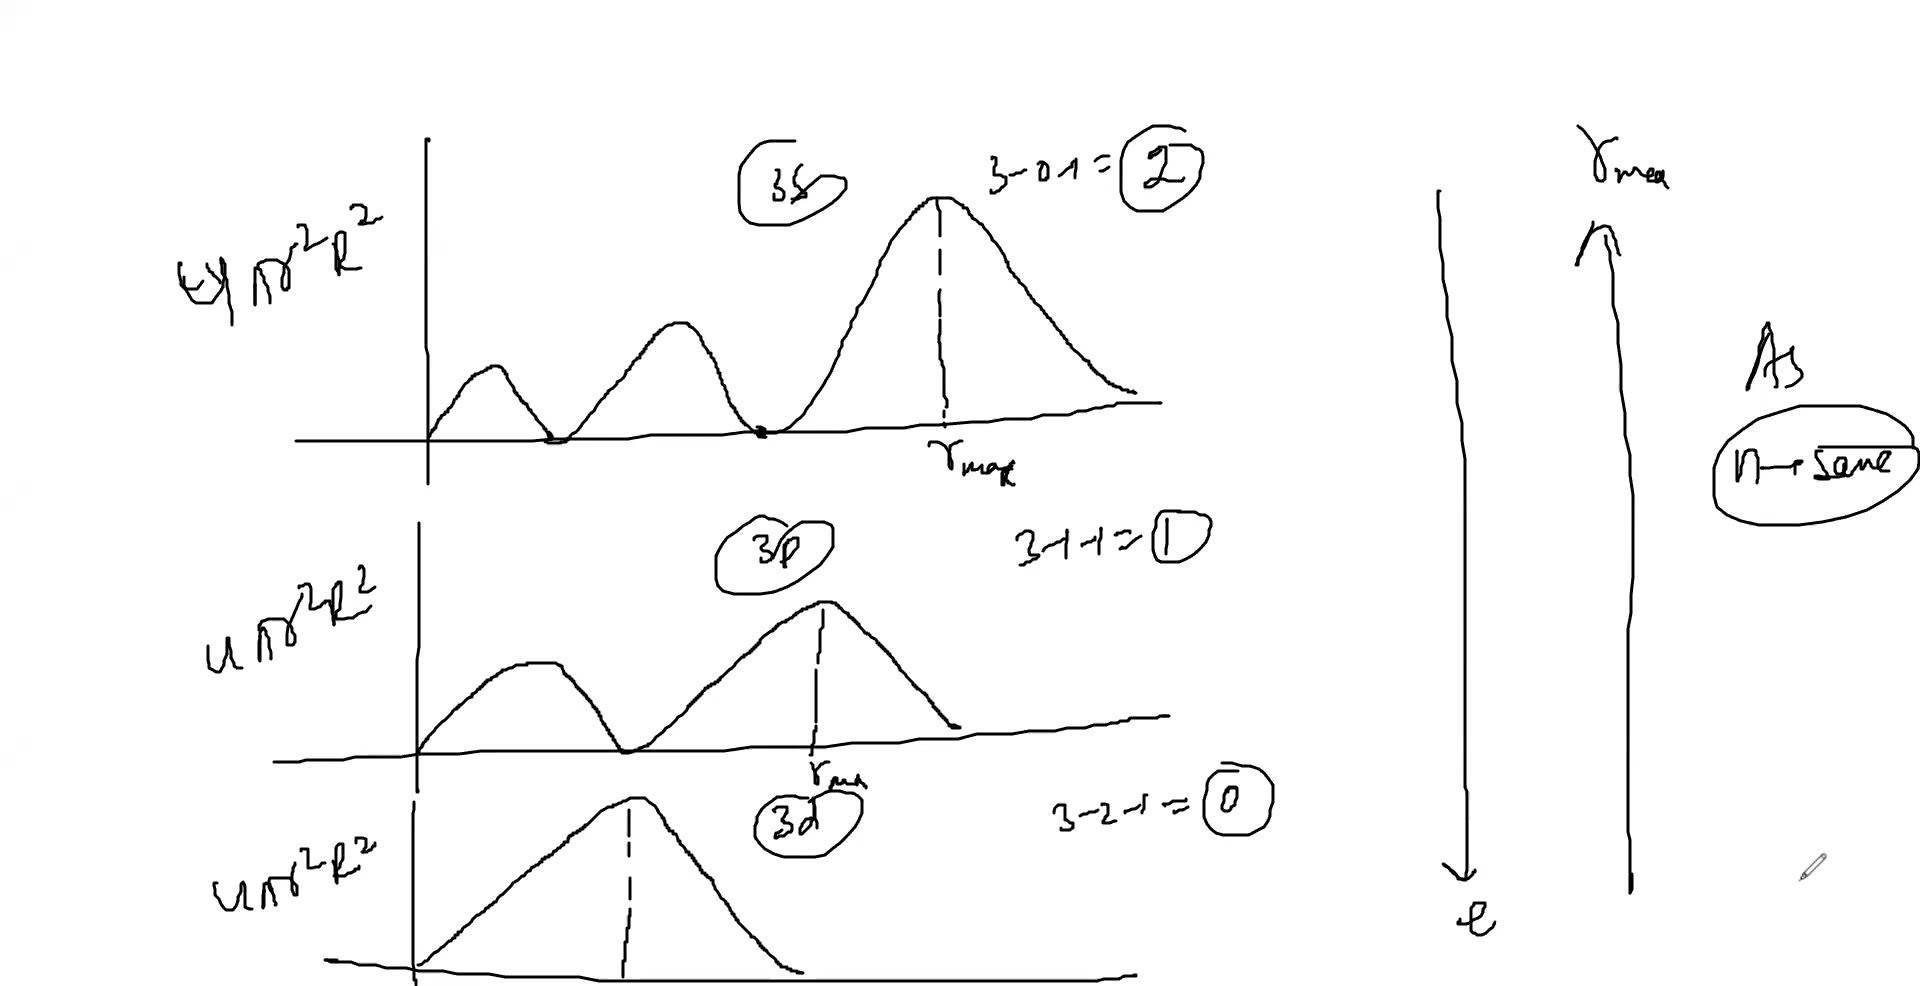 4πr²R²
3s
3-0-1 = 2
rmax
rmax
As
n→same
4πr²R²
3p
3-1-1 = 1
rmax
4πr²R²
3d
3-2-1 = 0
l